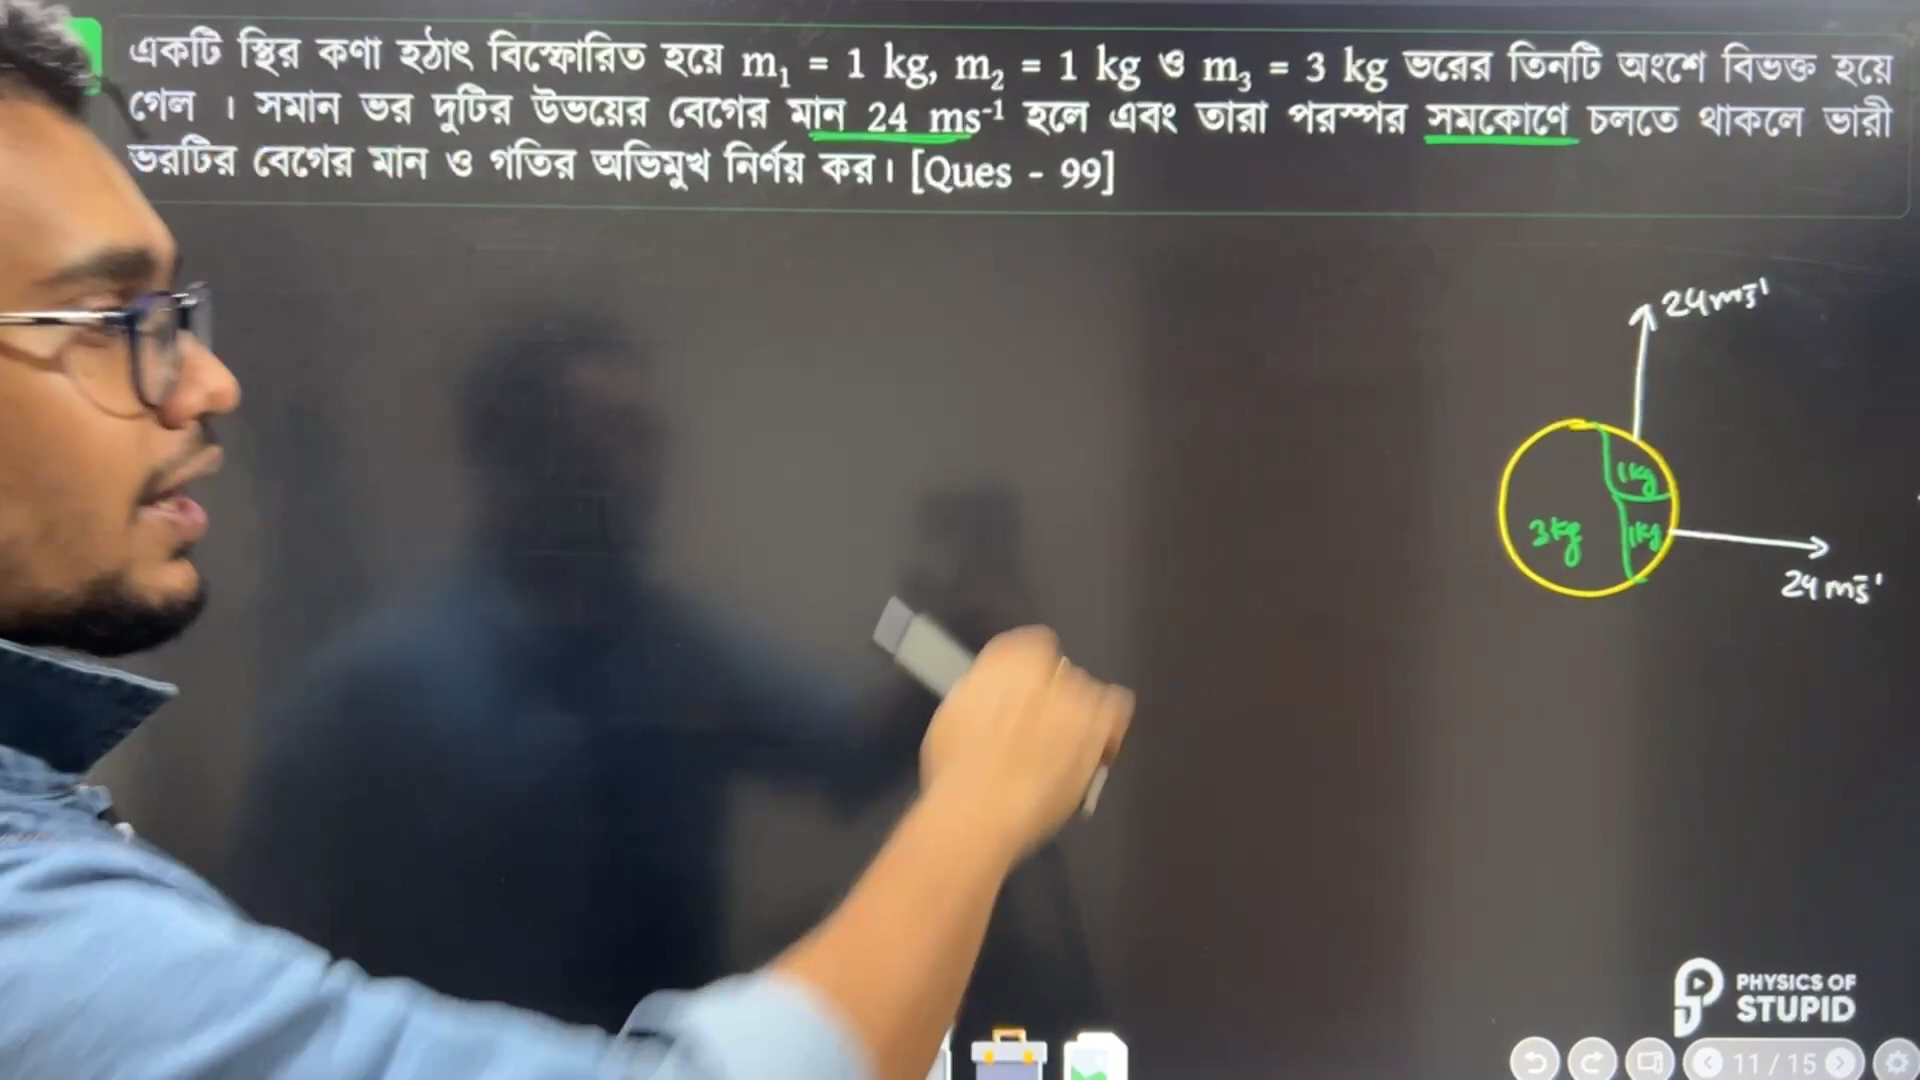 একটি স্থির কণা হঠাৎ বিস্ফোরিত হয়ে m₁ = 1 kg, m₂ = 1 kg ও m₃ = 3 kg ভরের তিনটি অংশে বিভক্ত হয়ে
গেল । সমান ভর দুটির উভয়ের বেগের মান 24 ms⁻¹ হলে এবং তারা পরস্পর সমকোণে চলতে থাকলে ভারী
ভরটির বেগের মান ও গতির অভিমুখ নির্ণয় কর। [Ques - 99]
24 ms⁻¹
1kg
3kg
1kg
24 ms⁻¹
PHYSICS OF
STUPID
11 / 15